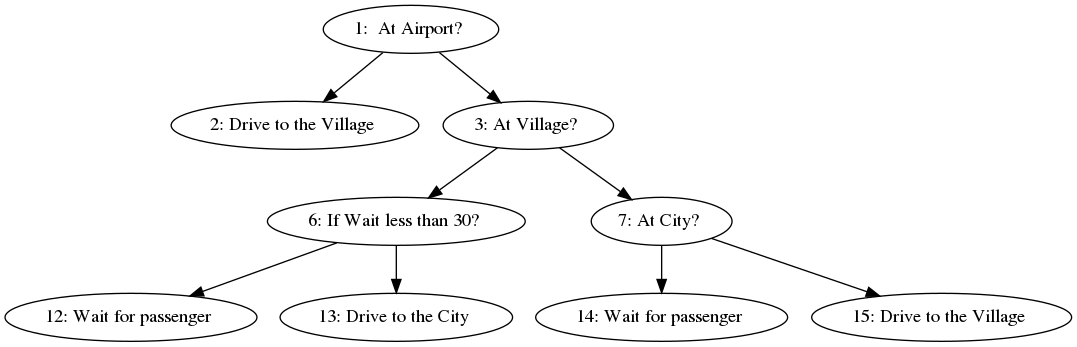 1:  At Airport?
2: Drive to the Village
3: At Village?
6: If Wait less than 30?
7: At City?
12: Wait for passenger
13: Drive to the City
14: Wait for passenger
15: Drive to the Village